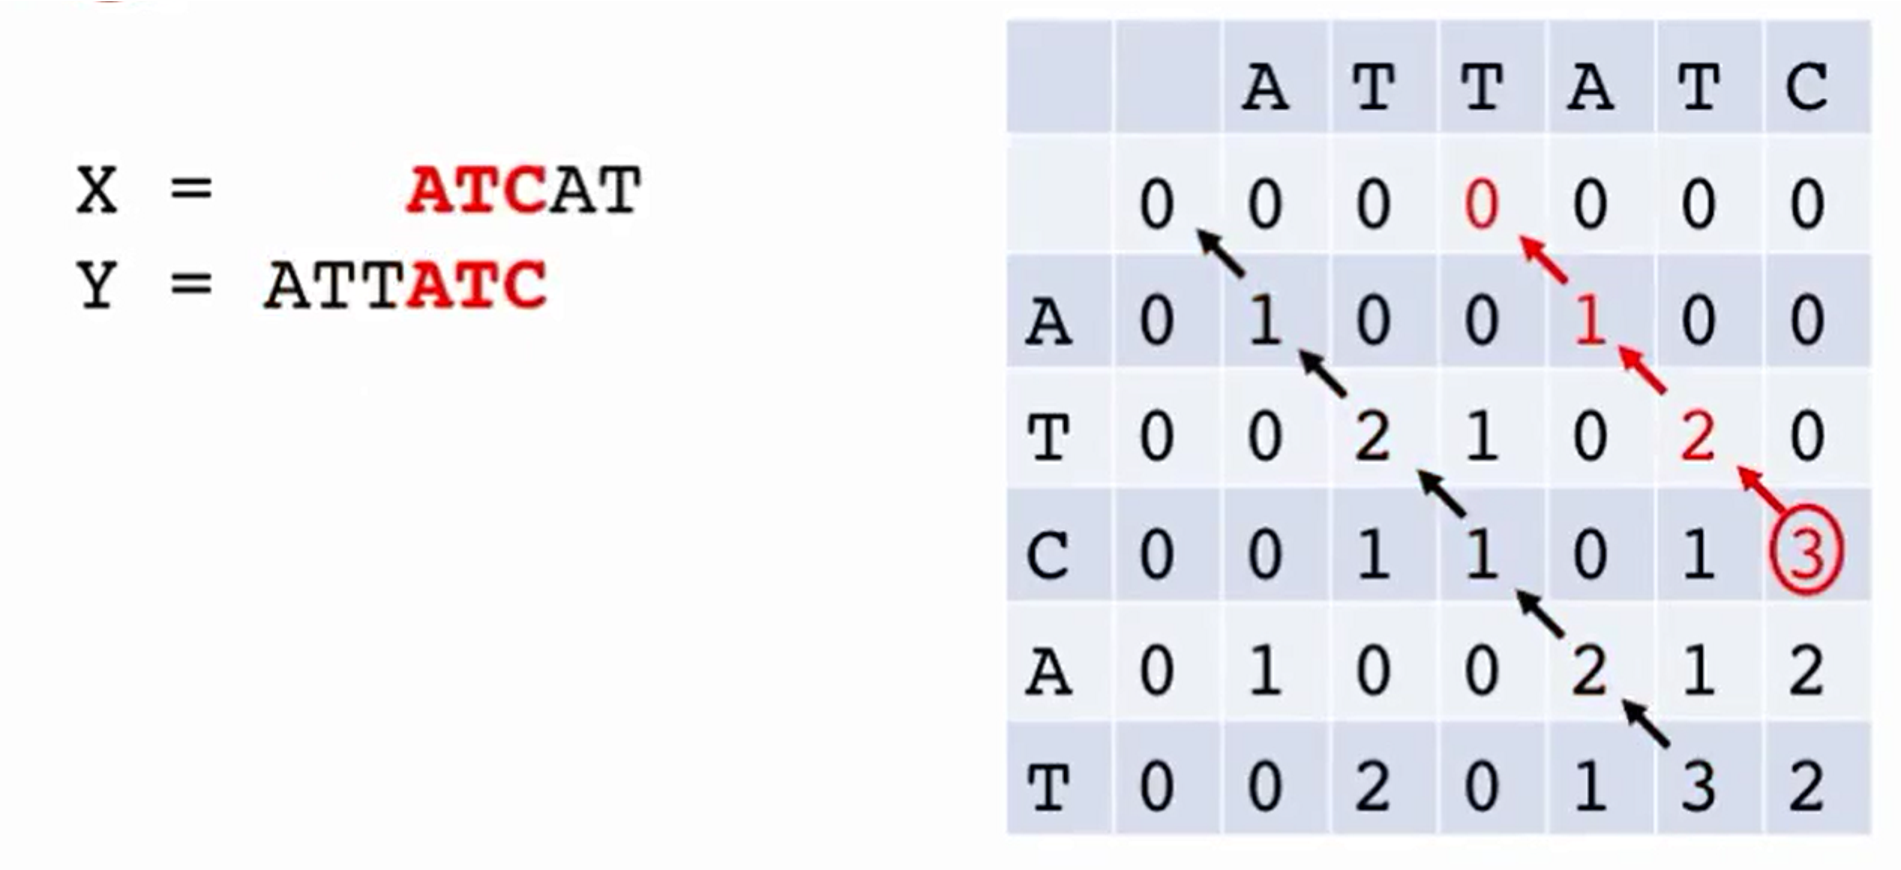 X = ATCAT
Y = ATTATC
A T T A T C
0 0 0 0 0 0 0
A 0 1 0 0 1 0 0
T 0 0 2 1 0 2 0
C 0 0 1 1 0 1 3
A 0 1 0 0 2 1 2
T 0 0 2 0 1 3 2